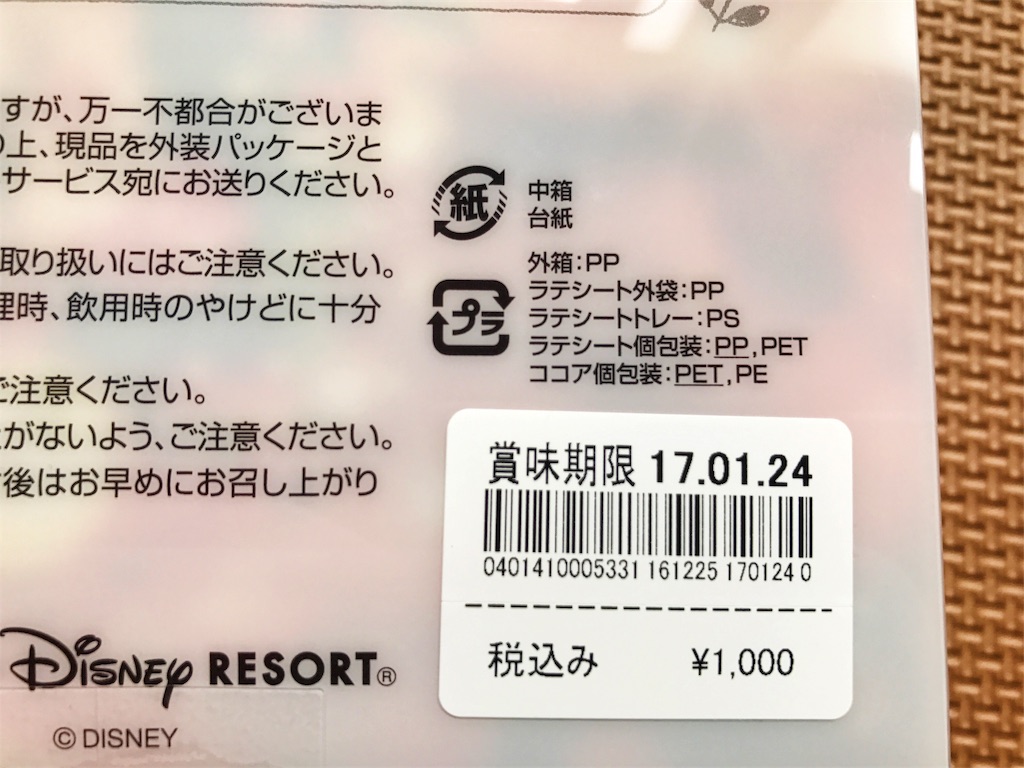 すが、万一不都合がございま
り上、現品を外装パッケージと
サービス宛にお送りください。
取り扱いにはご注意ください。
理時、飲用時のやけどに十分
ご注意ください。
がないよう、ご注意ください。
後はお早めにお召し上がり
紙
中箱
台紙
プラ
外箱:PP
ラテシート外袋:PP
ラテシートトレー:PS
ラテシート個包装:PP,PET
ココア個包装:PET,PE
賞味期限 17.01.24
0401410005331 161225 170124 0
税込み ¥1,000
Disney RESORT®
© DISNEY